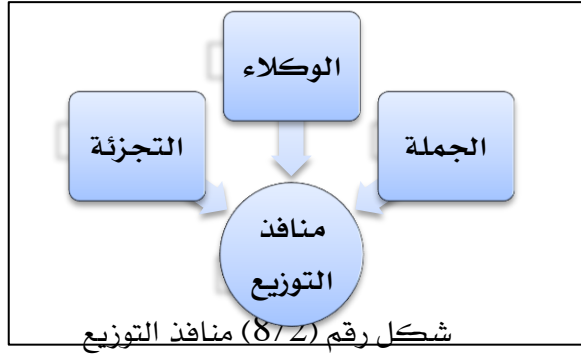 الوكلاء
الجملة
التجزئة
منافذ
التوزيع
شكل رقم (8/2) منافذ التوزيع